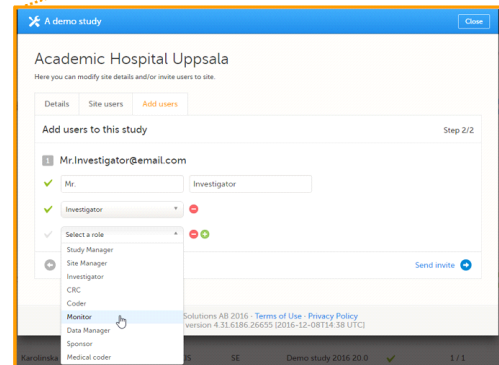 A demo study
Close
Academic Hospital Uppsala
Here you can modify site details and/or invite users to site.
Details Site users Add users
Add users to this study
Step 2/2
1 Mr.Investigator@email.com
Mr. Investigator
Investigator
Select a role
Study Manager
Site Manager
Investigator
CRC
Send invite
Coder
Monitor
Solutions AB 2016 - Terms of Use - Privacy Policy
version 4.31.6186.26655 [2016-12-08T14:38 UTC]
Data Manager
Sponsor
Medical coder
Karolinska SE Demo study 2016 20.0 1 / 1